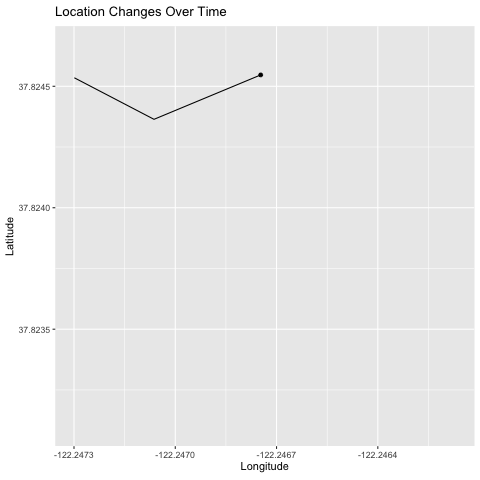 Location Changes Over Time
37.8245
37.8240
37.8235
Latitude
-122.2473 -122.2470 -122.2467 -122.2464
Longitude